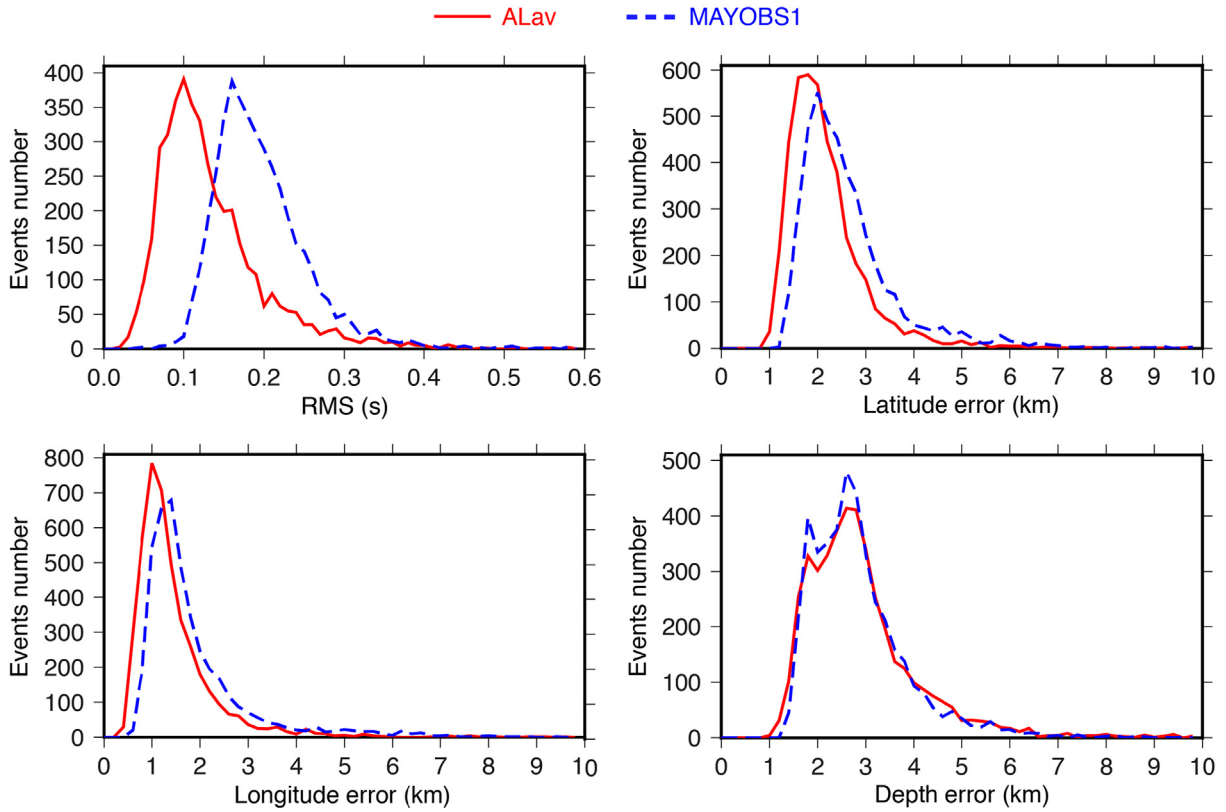 ALav MAYOBS1
400
350
300
250
200
150
100
50
0
Events number
0.0 0.1 0.2 0.3 0.4 0.5 0.6
RMS (s)
600
500
400
300
200
100
0
Events number
0 1 2 3 4 5 6 7 8 9 10
Latitude error (km)
800
700
600
500
400
300
200
100
0
Events number
0 1 2 3 4 5 6 7 8 9 10
Longitude error (km)
500
400
300
200
100
0
Events number
0 1 2 3 4 5 6 7 8 9 10
Depth error (km)